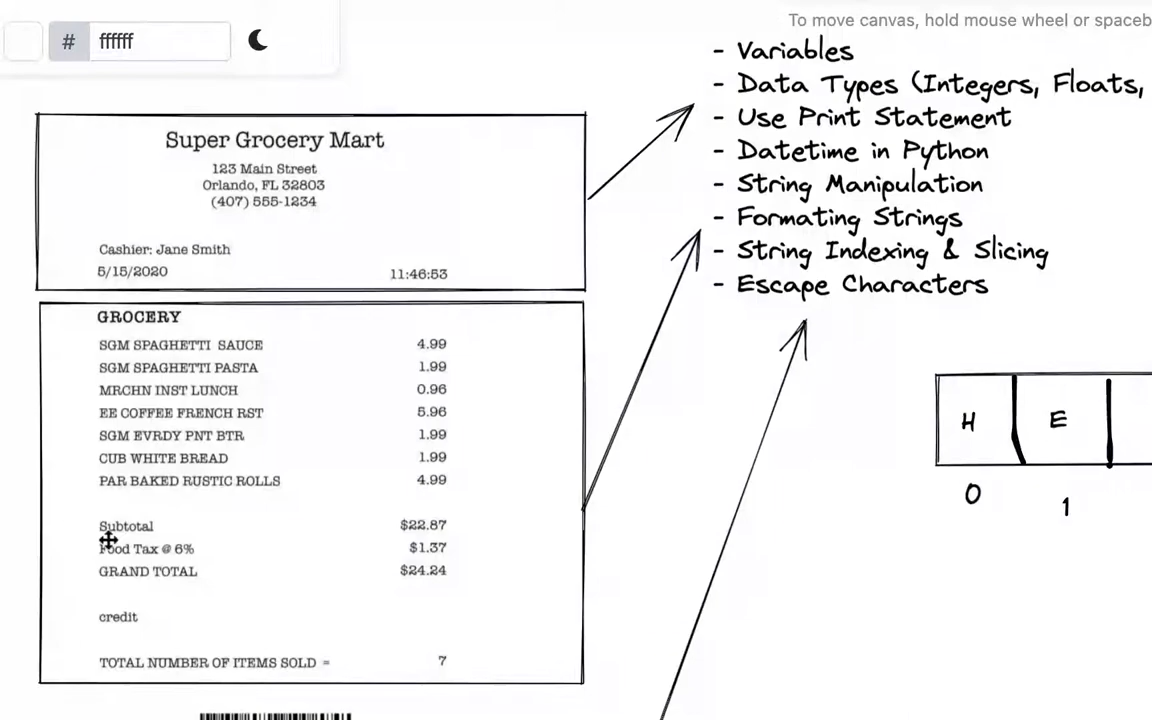 # ffffff
To move canvas, hold mouse wheel or spaceb
Super Grocery Mart
123 Main Street
Orlando, FL 32803
(407) 555-1234
Cashier: Jane Smith
5/15/2020 11:46:53
GROCERY
SGM SPAGHETTI SAUCE 4.99
SGM SPAGHETTI PASTA 1.99
MRCHN INST LUNCH 0.96
EE COFFEE FRENCH RST 5.96
SGM EVRDY PNT BTR 1.99
CUB WHITE BREAD 1.99
PAR BAKED RUSTIC ROLLS 4.99
Subtotal $22.87
Food Tax @ 6% $1.37
GRAND TOTAL $24.24
credit
TOTAL NUMBER OF ITEMS SOLD = 7
- Variables
- Data Types (Integers, Floats,
- Use Print Statement
- Datetime in Python
- String Manipulation
- Formating Strings
- String Indexing & Slicing
- Escape Characters
H E
0 1